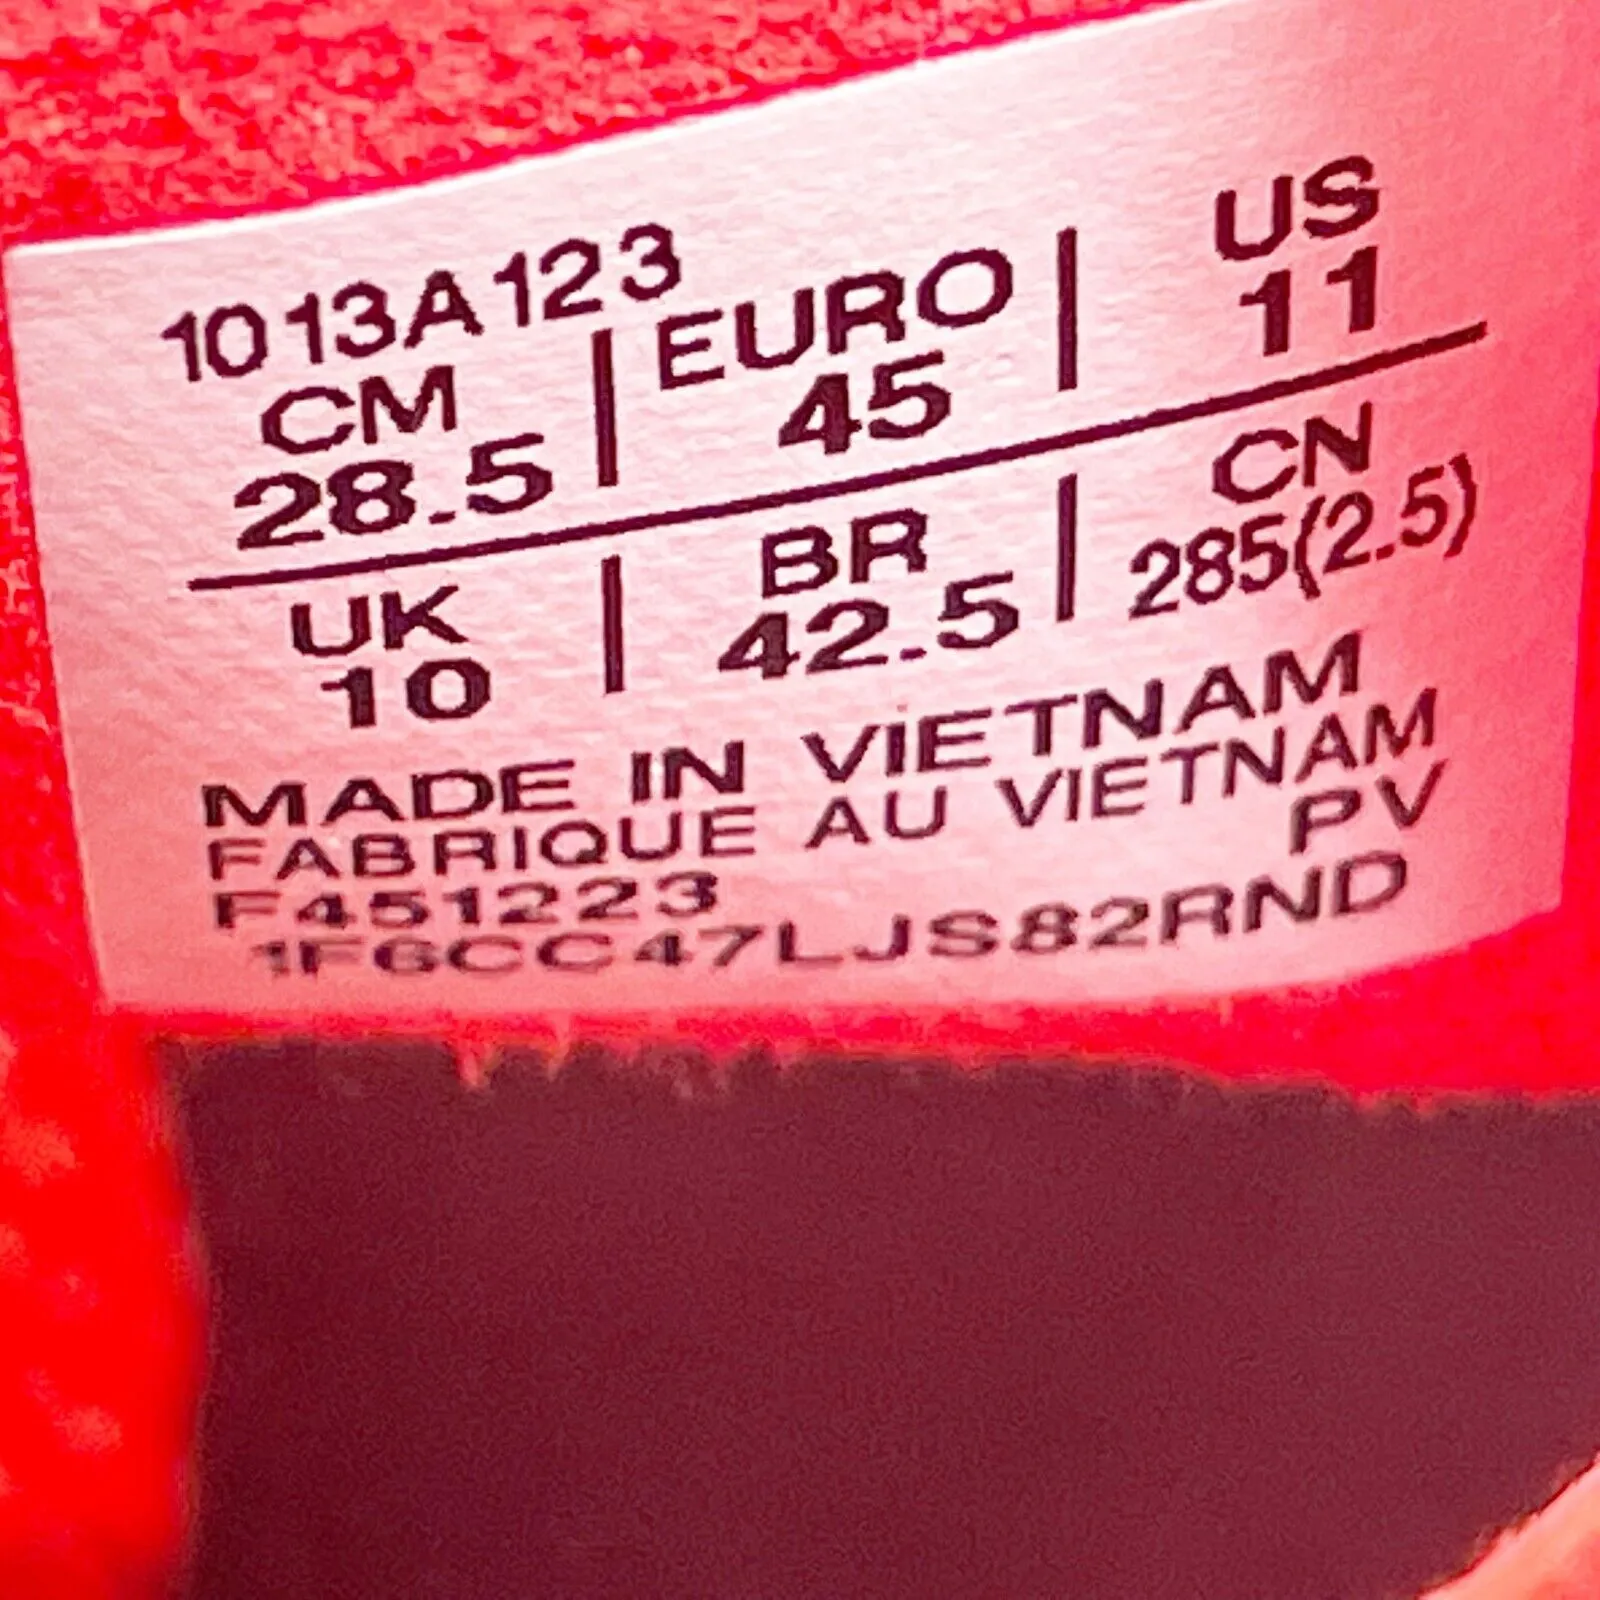 1013A123
CM EURO US
28.5 45 11
UK BR CN
10 42.5 285(2.5)
MADE IN VIETNAM
FABRIQUE AU VIETNAM
F451223 PV
1F6CC47LJS82RND